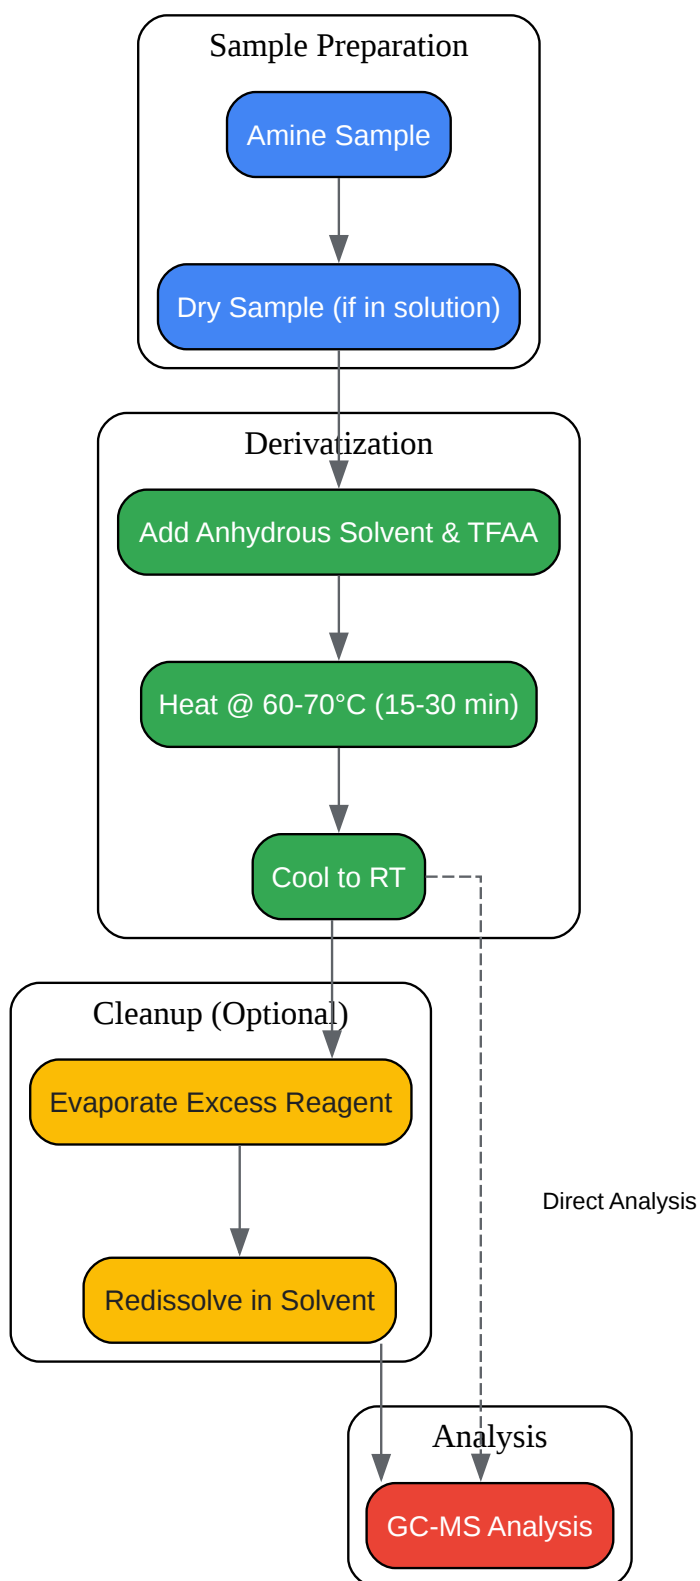 Sample Preparation
Amine Sample
Dry Sample (if in solution)
Derivatization
Add Anhydrous Solvent & TFAA
Heat @ 60-70°C (15-30 min)
Cool to RT
Cleanup (Optional)
Evaporate Excess Reagent
Direct Analysis
Redissolve in Solvent
Analysis
GC-MS Analysis